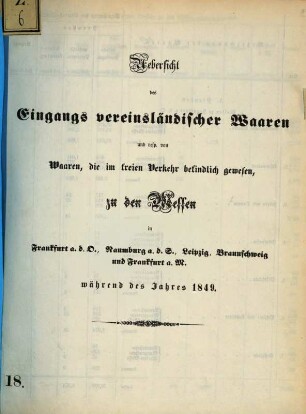 Z.
6
Uebersicht
des
Eingangs vereinsländischer Waaren
und resp. von
Waaren, die im freien Verkehr befindlich gewesen,
zu den Messen
in
Frankfurt a. d. O., Naumburg a. d. S., Leipzig, Braunschweig
und Frankfurt a. M.
während des Jahres 1849.
18.